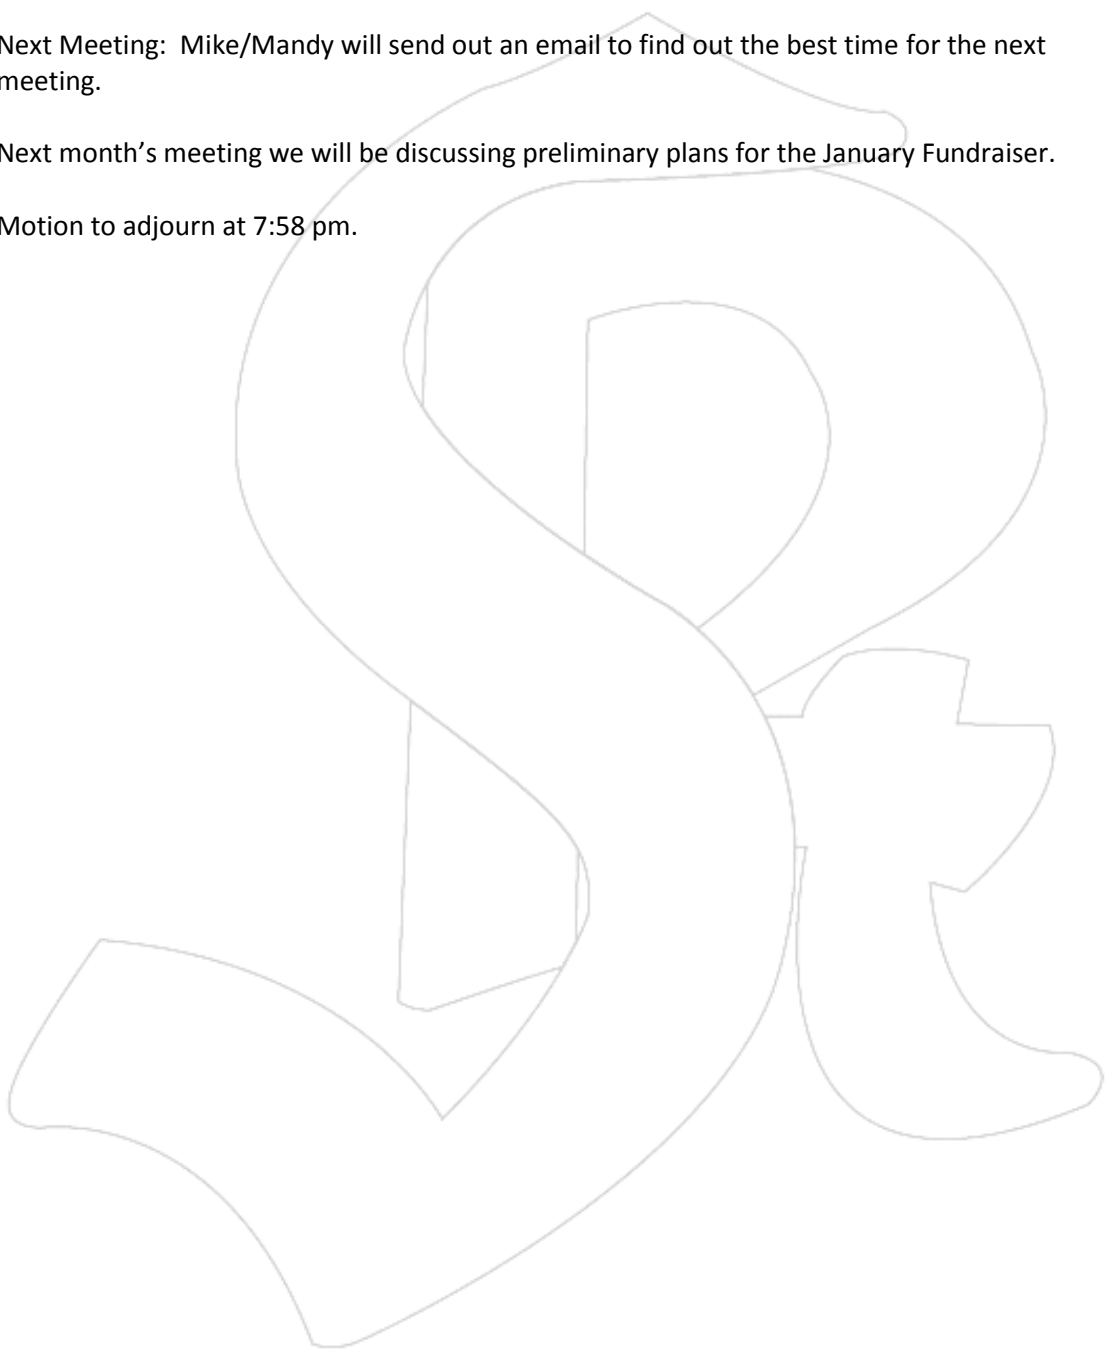 Next Meeting:  Mike/Mandy will send out an email to find out the best time for the next
meeting.
Next month’s meeting we will be discussing preliminary plans for the January Fundraiser.
Motion to adjourn at 7:58 pm.